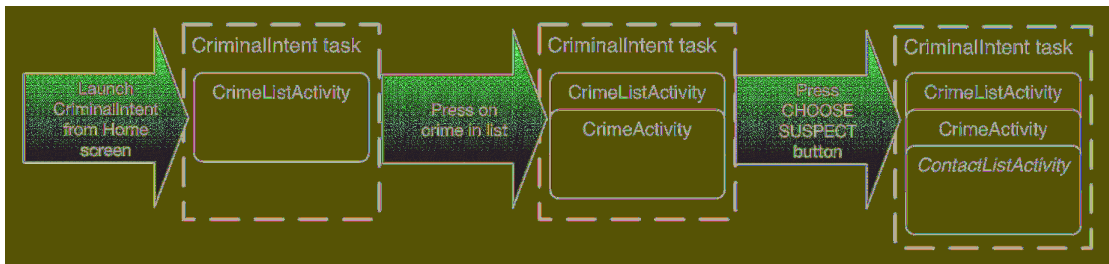 Launch
CriminalIntent
from Home
screen
CriminalIntent task
CrimeListActivity
Press on
crime in list
CriminalIntent task
CrimeListActivity
CrimeActivity
Press
CHOOSE
SUSPECT
button
CriminalIntent task
CrimeListActivity
CrimeActivity
ContactListActivity